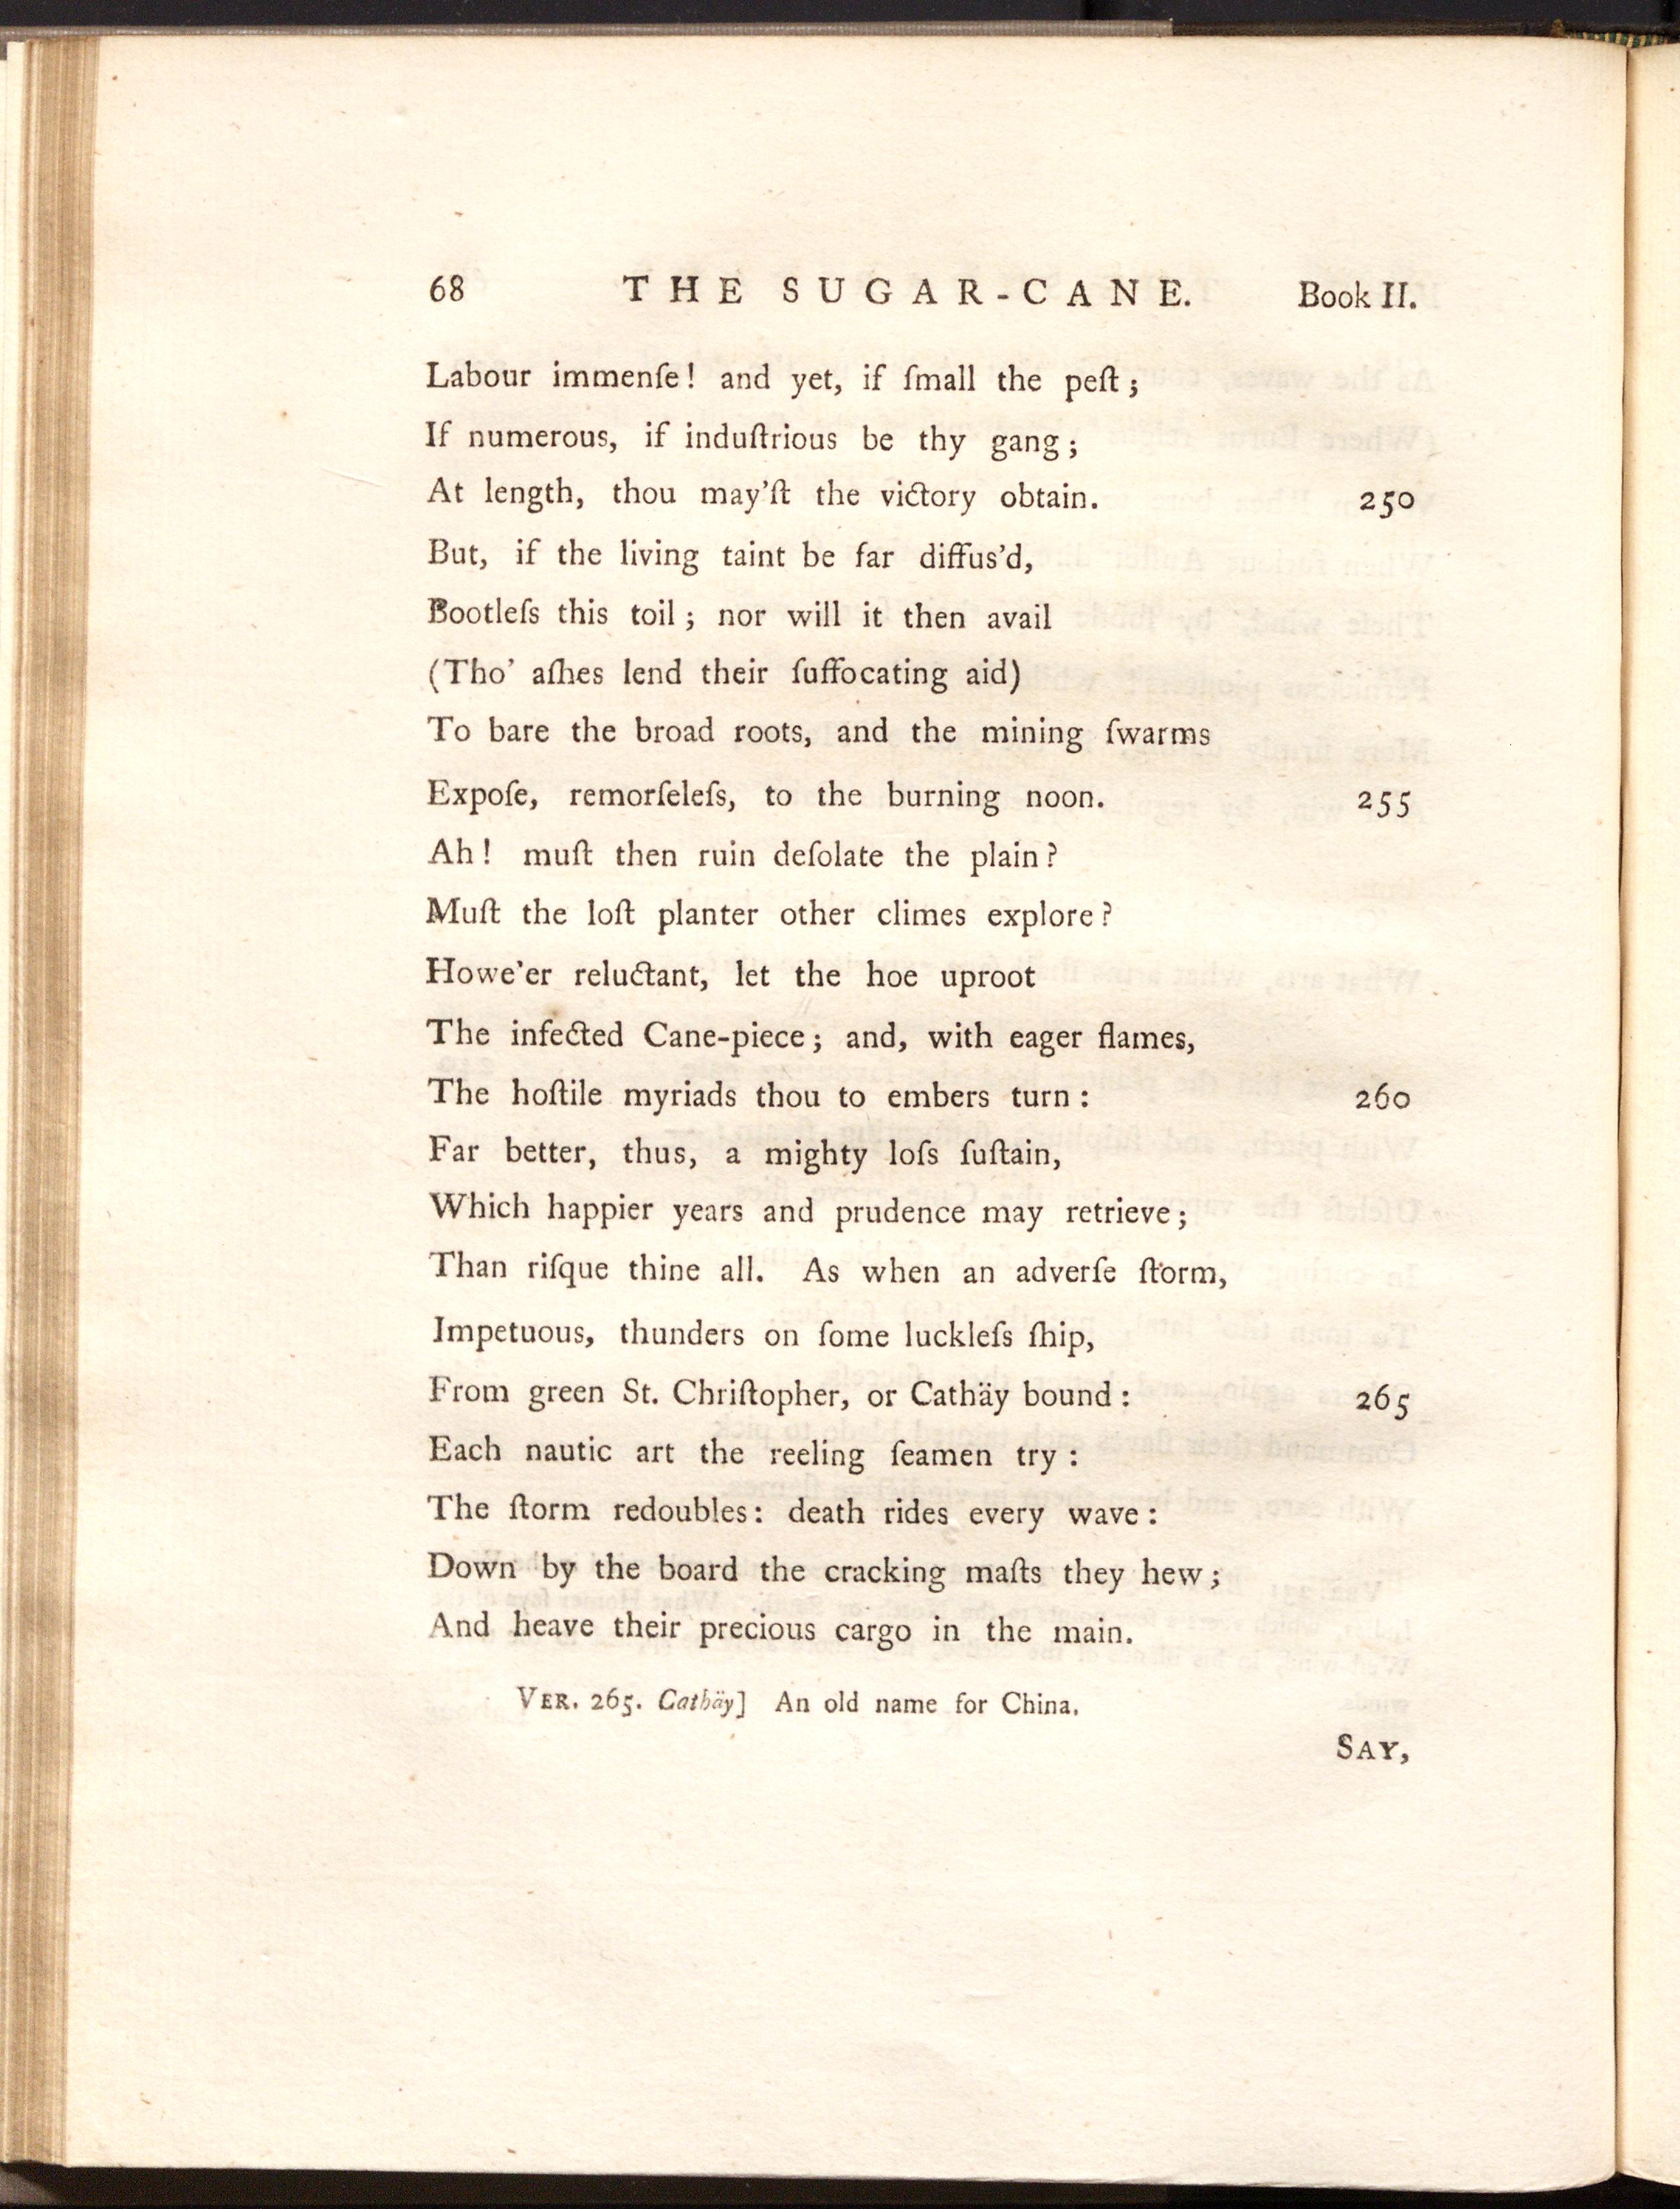 68 THE SUGAR-CANE. Book II.
Labour immenſe! and yet, if ſmall the peſt;
If numerous, if induſtrious be thy gang;
At length, thou may'ſt the victory obtain. 250
But, if the living taint be far diffus'd,
Bootleſs this toil; nor will it then avail
(Tho' aſhes lend their ſuffocating aid)
To bare the broad roots, and the mining ſwarms
Expoſe, remorſeleſs, to the burning noon. 255
Ah! muſt then ruin deſolate the plain?
Muſt the loſt planter other climes explore?
Howe'er reluctant, let the hoe uproot
The infected Cane-piece; and, with eager flames,
The hoſtile myriads thou to embers turn: 260
Far better, thus, a mighty loſs ſuſtain,
Which happier years and prudence may retrieve;
Than riſque thine all. As when an adverſe ſtorm,
Impetuous, thunders on ſome luckleſs ſhip,
From green St. Chriſtopher, or Cathäy bound: 265
Each nautic art the reeling ſeamen try:
The ſtorm redoubles: death rides every wave:
Down by the board the cracking maſts they hew;
And heave their precious cargo in the main.
VER. 265. Cathäy] An old name for China.
SAY,